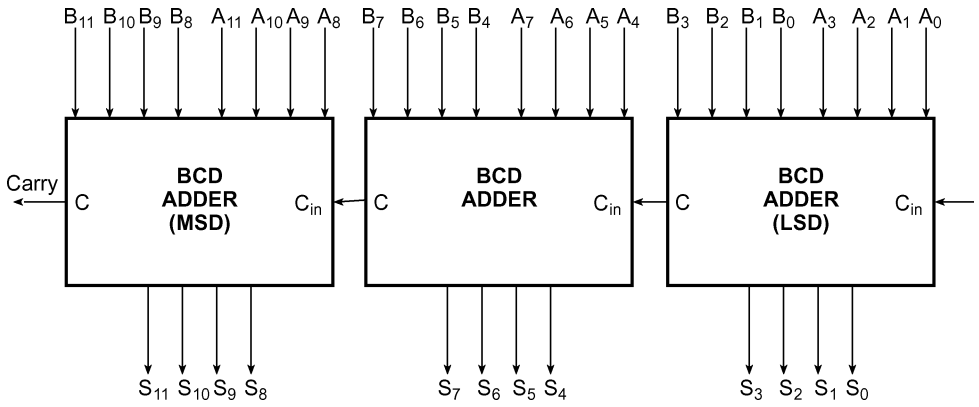 B₁₁ B₁₀ B₉ B₈ A₁₁ A₁₀ A₉ A₈ B₇ B₆ B₅ B₄ A₇ A₆ A₅ A₄ B₃ B₂ B₁ B₀ A₃ A₂ A₁ A₀
Carry
C
BCD
ADDER
(MSD)
Cin
C
BCD
ADDER
Cin
C
BCD
ADDER
(LSD)
Cin
S₁₁ S₁₀ S₉ S₈ S₇ S₆ S₅ S₄ S₃ S₂ S₁ S₀